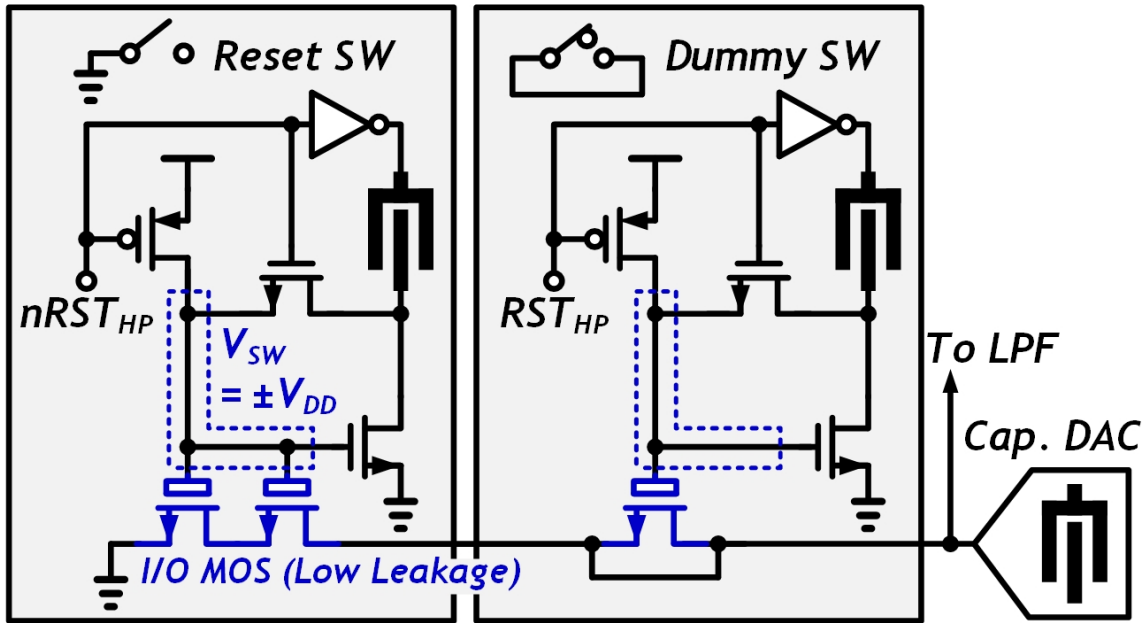 Reset SW
Dummy SW
nRST_HP
V_SW
= ±V_DD
RST_HP
To LPF
Cap. DAC
I/O MOS (Low Leakage)